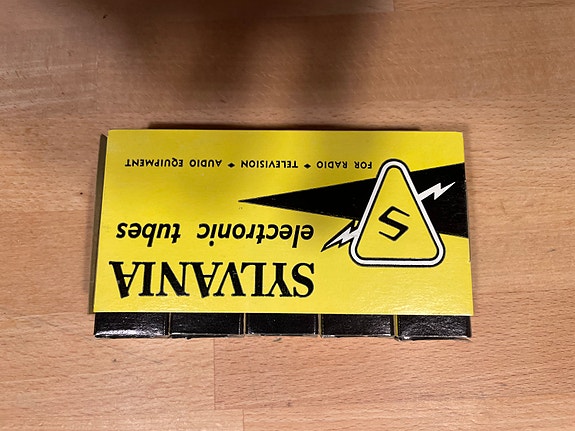 SYLVANIA
electronic tubes
FOR RADIO ♦ TELEVISION ♦ AUDIO EQUIPMENT
S